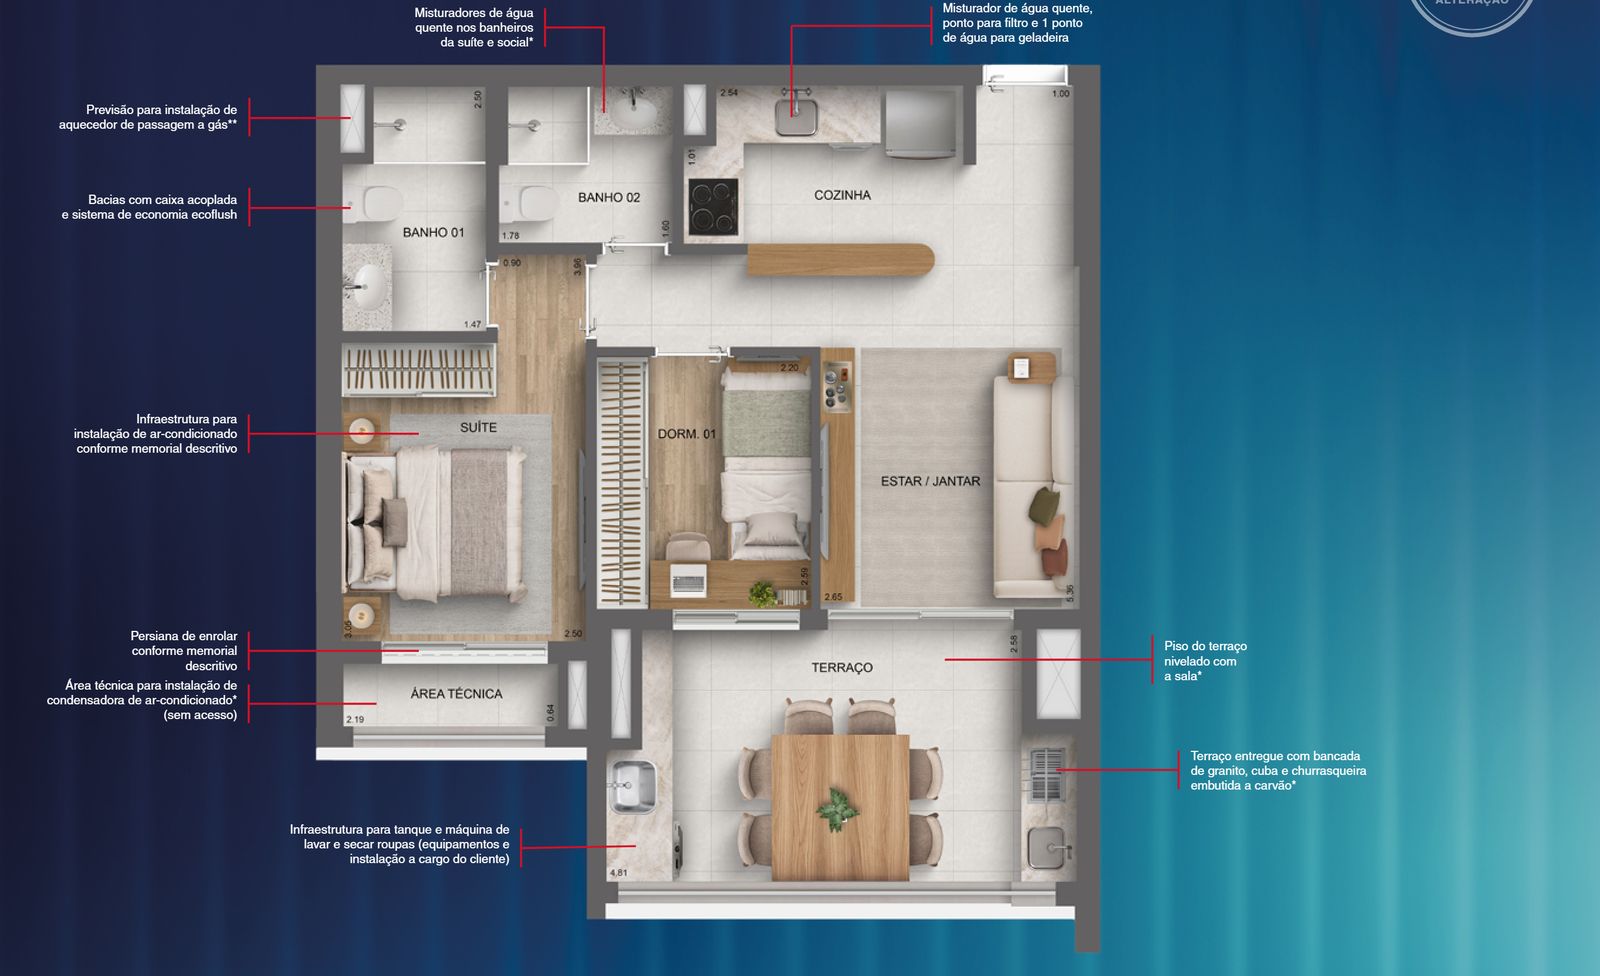 ALTERAÇÃO
Misturadores de água
quente nos banheiros
da suíte e social*
Misturador de água quente,
ponto para filtro e 1 ponto
de água para geladeira
Previsão para instalação de
aquecedor de passagem a gás**
Bacias com caixa acoplada
e sistema de economia ecoflush
2.50
2.54
1.00
1.01
BANHO 02
COZINHA
BANHO 01
1.78
1.60
0.90
3.96
1.47
Infraestrutura para
instalação de ar-condicionado
conforme memorial descritivo
2.20
SUÍTE
DORM. 01
ESTAR / JANTAR
2.59
2.65
5.36
3.05
2.50
2.58
Persiana de enrolar
conforme memorial
descritivo
Piso do terraço
nivelado com
a sala*
TERRAÇO
Área técnica para instalação de
condensadora de ar-condicionado*
(sem acesso)
ÁREA TÉCNICA
2.19
0.64
Terraço entregue com bancada
de granito, cuba e churrasqueira
embutida a carvão*
Infraestrutura para tanque e máquina de
lavar e secar roupas (equipamentos e
instalação a cargo do cliente)
4.81